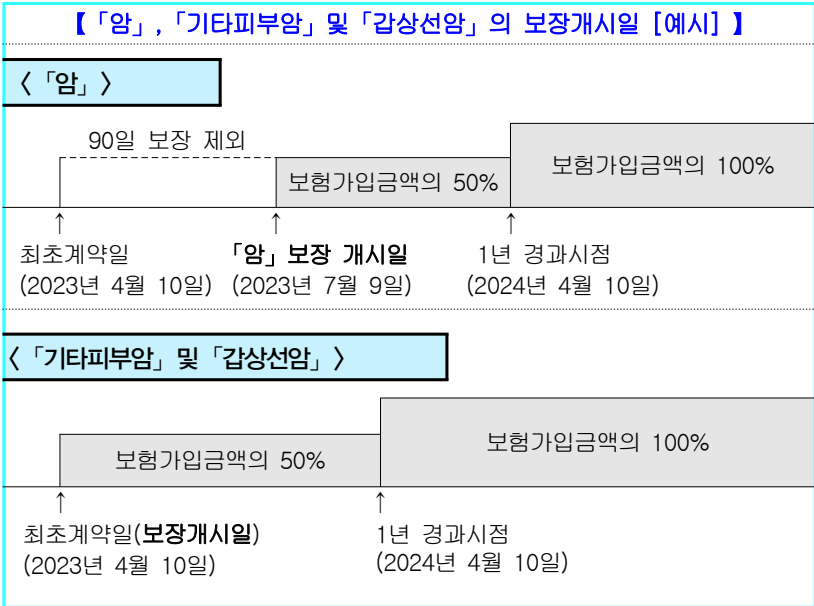 【「암」,「기타피부암」 및 「갑상선암」의 보장개시일 [예시] 】
〈「암」〉
90일 보장 제외
보험가입금액의 50%
보험가입금액의 100%
↑ ↑ ↑
최초계약일 「암」보장 개시일 1년 경과시점
(2023년 4월 10일) (2023년 7월 9일) (2024년 4월 10일)
〈「기타피부암」 및 「갑상선암」〉
보험가입금액의 50%
보험가입금액의 100%
↑ ↑
최초계약일(보장개시일) 1년 경과시점
(2023년 4월 10일) (2024년 4월 10일)